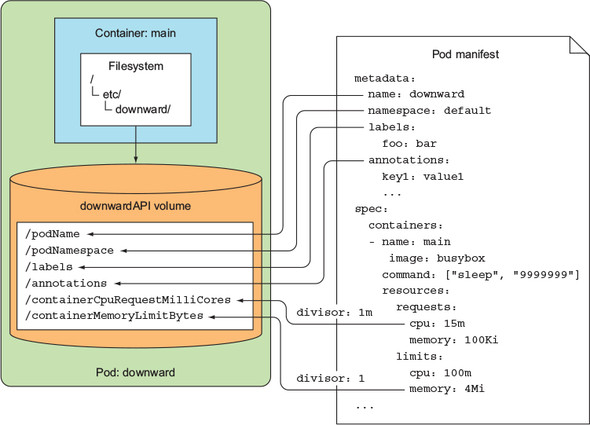 Container: main
Filesystem
/
etc/
downward/
downwardAPI volume
/podName
/podNamespace
/labels
/annotations
/containerCpuRequestMilliCores
/containerMemoryLimitBytes
Pod: downward
divisor: 1m
divisor: 1
Pod manifest
metadata:
name: downward
namespace: default
labels:
foo: bar
annotations:
key1: value1
...
spec:
containers:
- name: main
image: busybox
command: ["sleep", "9999999"]
resources:
requests:
cpu: 15m
memory: 100Ki
limits:
cpu: 100m
memory: 4Mi
...